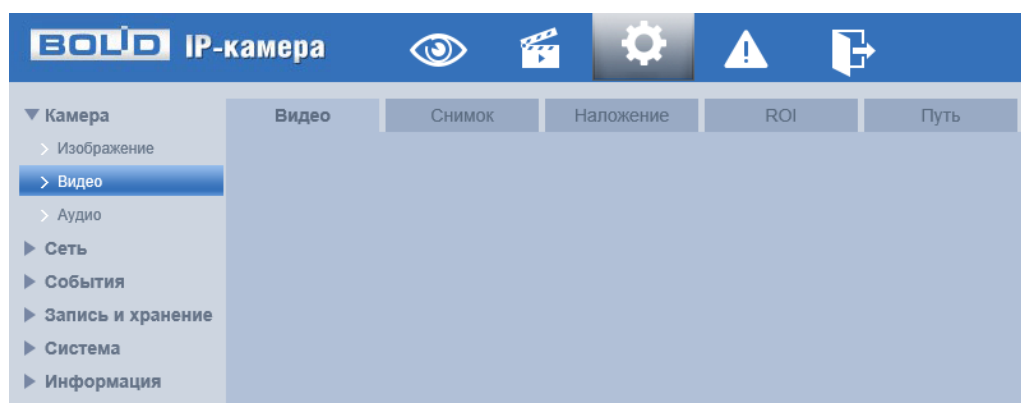 BOLID IP-камера
Камера
Видео Снимок Наложение ROI Путь
Изображение
Видео
Аудио
Сеть
События
Запись и хранение
Система
Информация